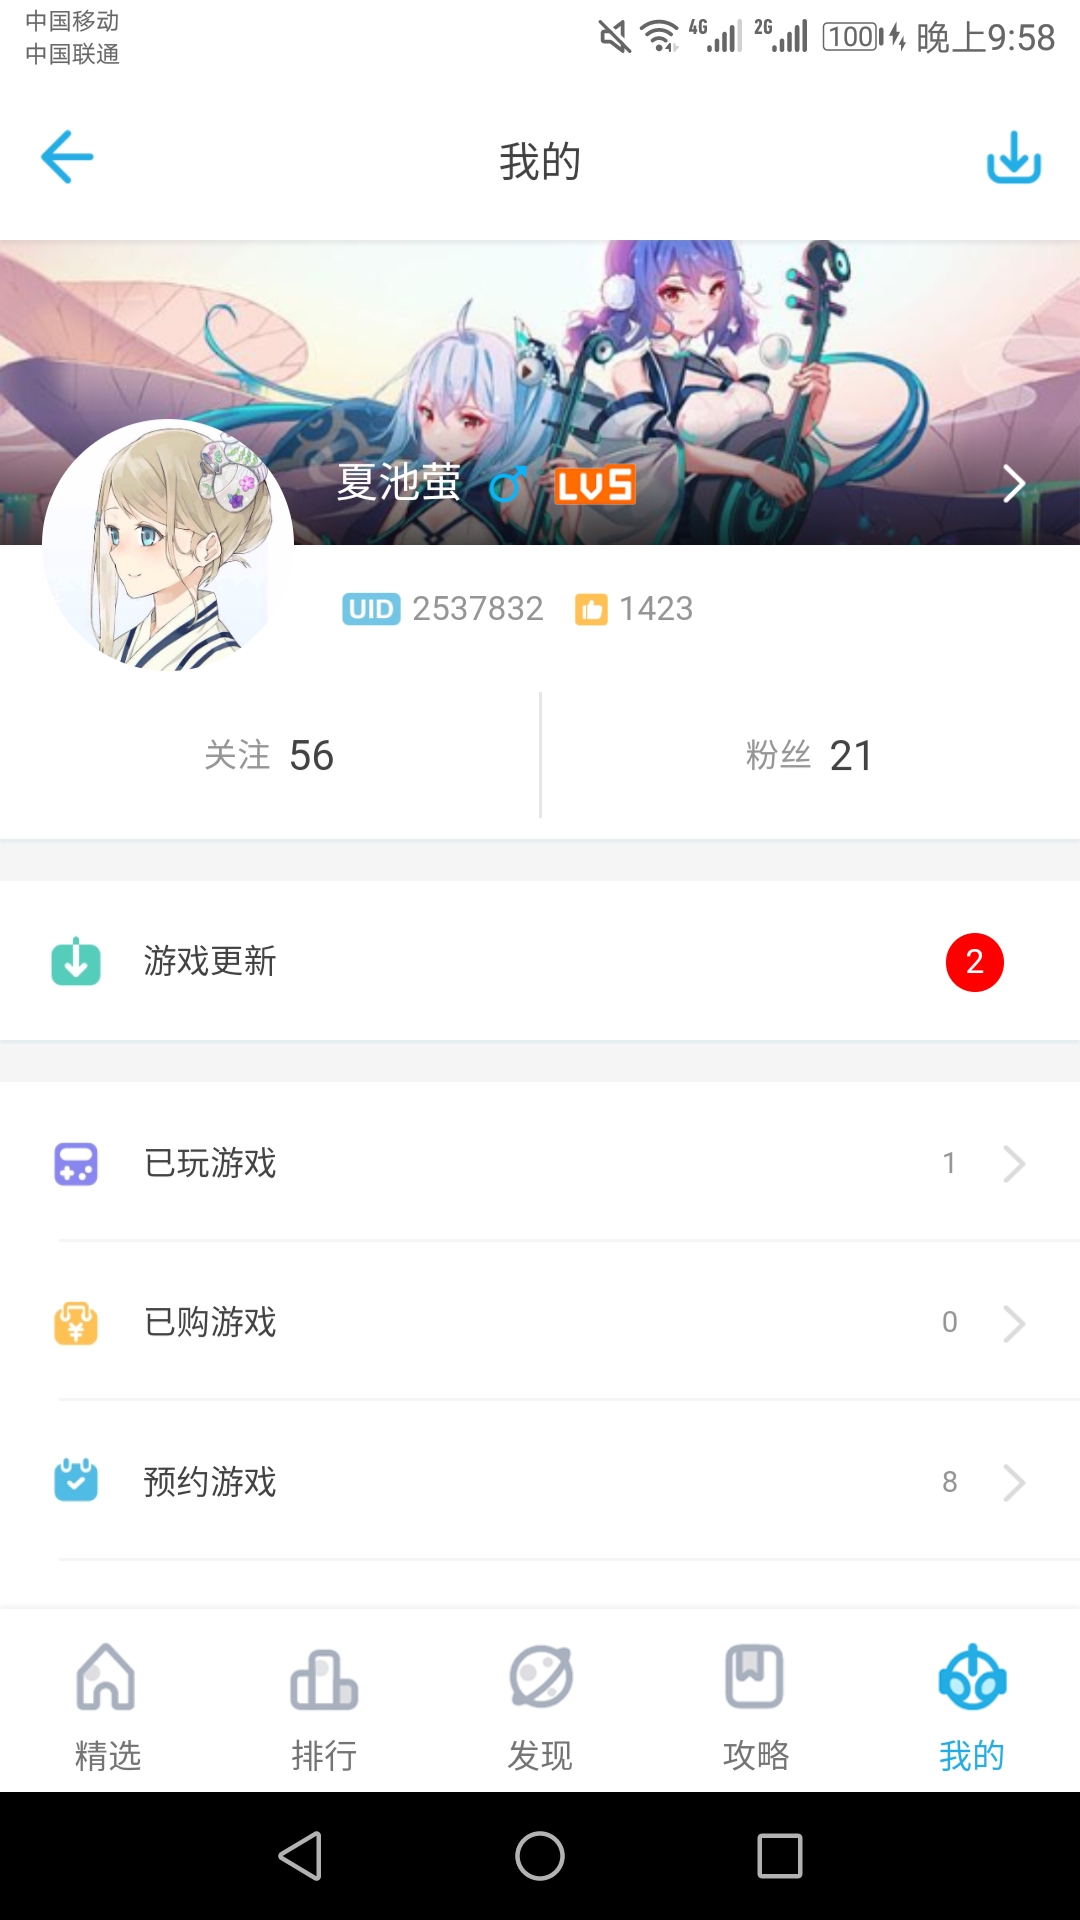 中国移动
中国联通
4G 2G 100 晚上9:58
我的
夏池萤 LV5
UID 2537832 1423
关注 56 粉丝 21
游戏更新 2
已玩游戏 1
已购游戏 0
预约游戏 8
精选 排行 发现 攻略 我的